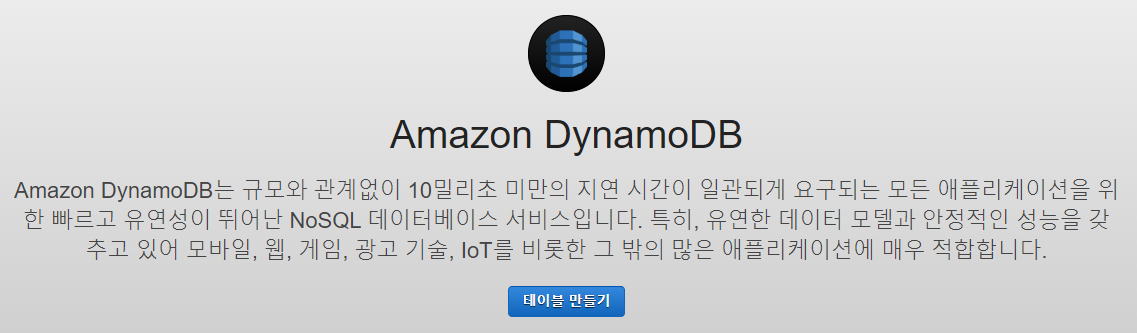 Amazon DynamoDB
Amazon DynamoDB는 규모와 관계없이 10밀리초 미만의 지연 시간이 일관되게 요구되는 모든 애플리케이션을 위
한 빠르고 유연성이 뛰어난 NoSQL 데이터베이스 서비스입니다. 특히, 유연한 데이터 모델과 안정적인 성능을 갖
추고 있어 모바일, 웹, 게임, 광고 기술, IoT를 비롯한 그 밖의 많은 애플리케이션에 매우 적합합니다.
테이블 만들기